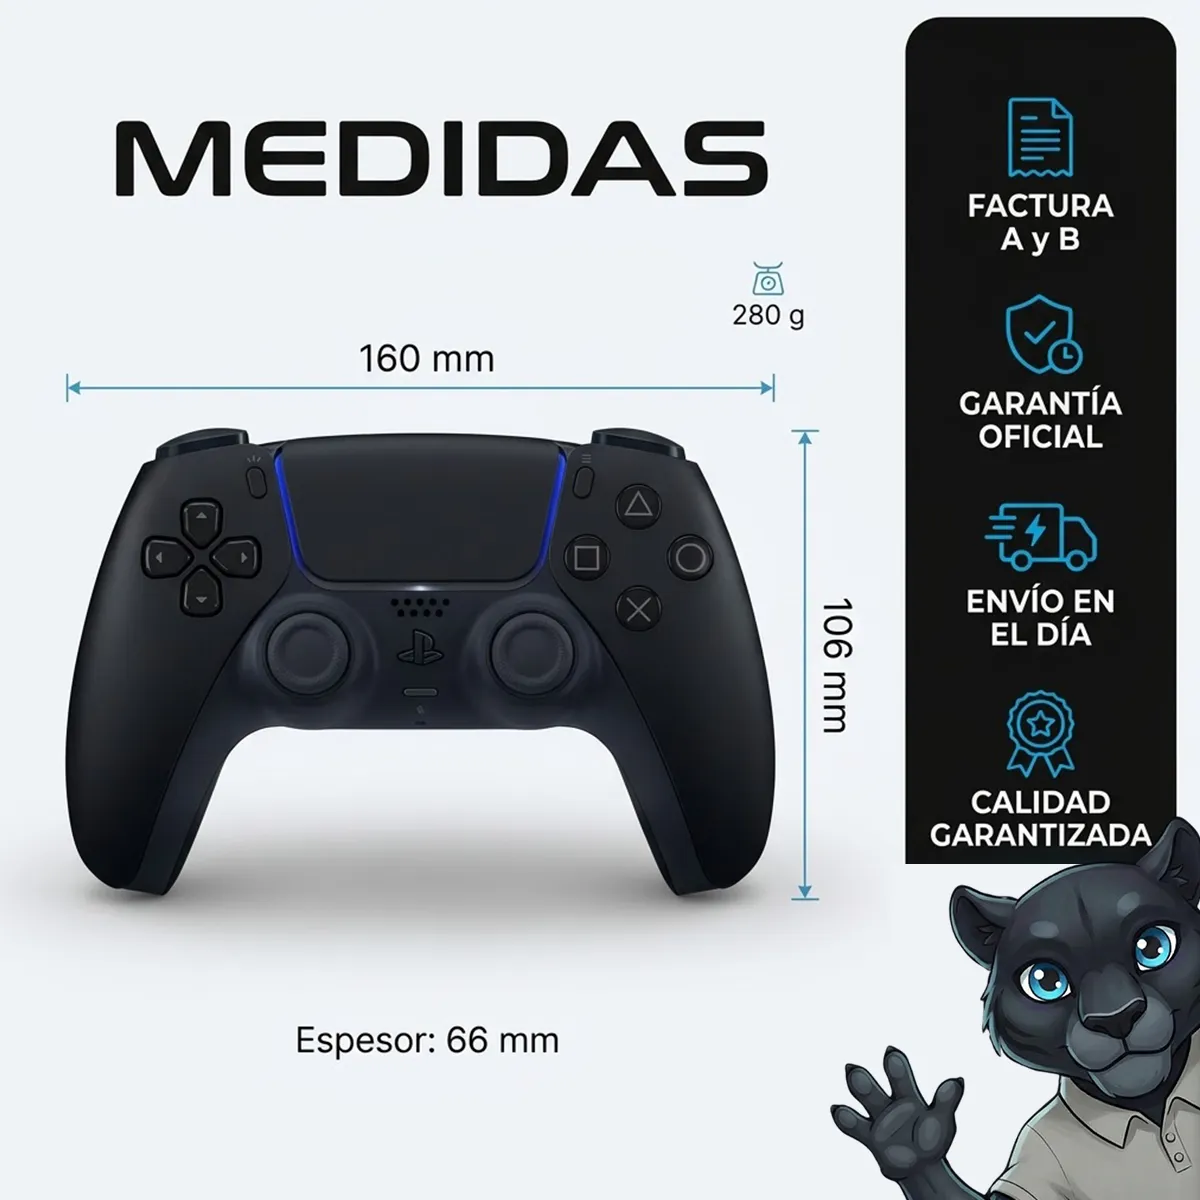 MEDIDAS
280 g
160 mm
106 mm
Espesor: 66 mm
FACTURA
A y B
GARANTÍA
OFICIAL
ENVÍO EN
EL DÍA
CALIDAD
GARANTIZADA